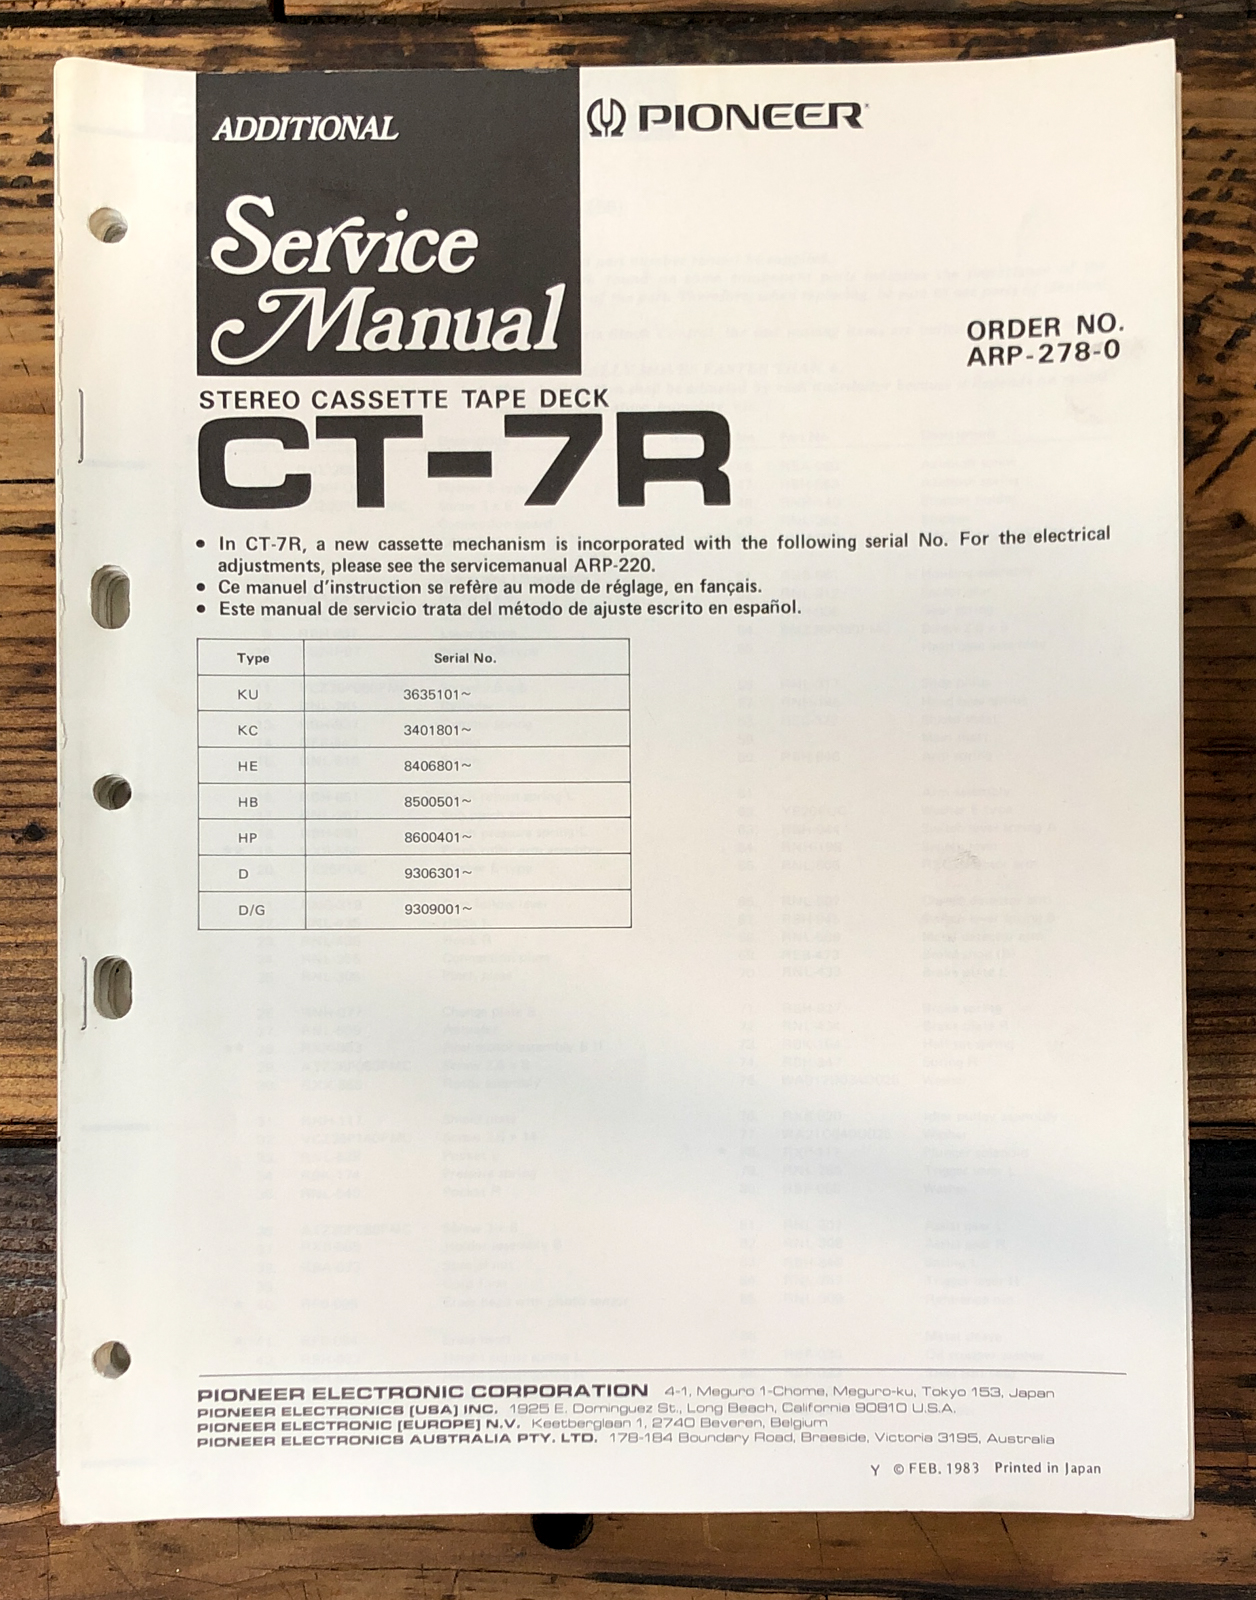 ADDITIONAL
PIONEER
Service
Manual
ORDER NO.
ARP-278-0
STEREO CASSETTE TAPE DECK
CT-7R
• In CT-7R, a new cassette mechanism is incorporated with the following serial No. For the electrical
adjustments, please see the servicemanual ARP-220.
• Ce manuel d'instruction se refère au mode de réglage, en fançais.
• Este manual de servicio trata del método de ajuste escrito en español.
Type Serial No.
KU 3635101~
KC 3401801~
HE 8406801~
HB 8500501~
HP 8600401~
D 9306301~
D/G 9309001~
PIONEER ELECTRONIC CORPORATION 4-1, Meguro 1-Chome, Meguro-ku, Tokyo 153, Japan
PIONEER ELECTRONICS [USA] INC. 1925 E. Dominguez St., Long Beach, California 90810 U.S.A.
PIONEER ELECTRONIC [EUROPE] N.V. Keetberglaan 1, 2740 Beveren, Belgium
PIONEER ELECTRONICS AUSTRALIA PTY. LTD. 178-184 Boundary Road, Braeside, Victoria 3195, Australia
Y © FEB. 1983 Printed in Japan